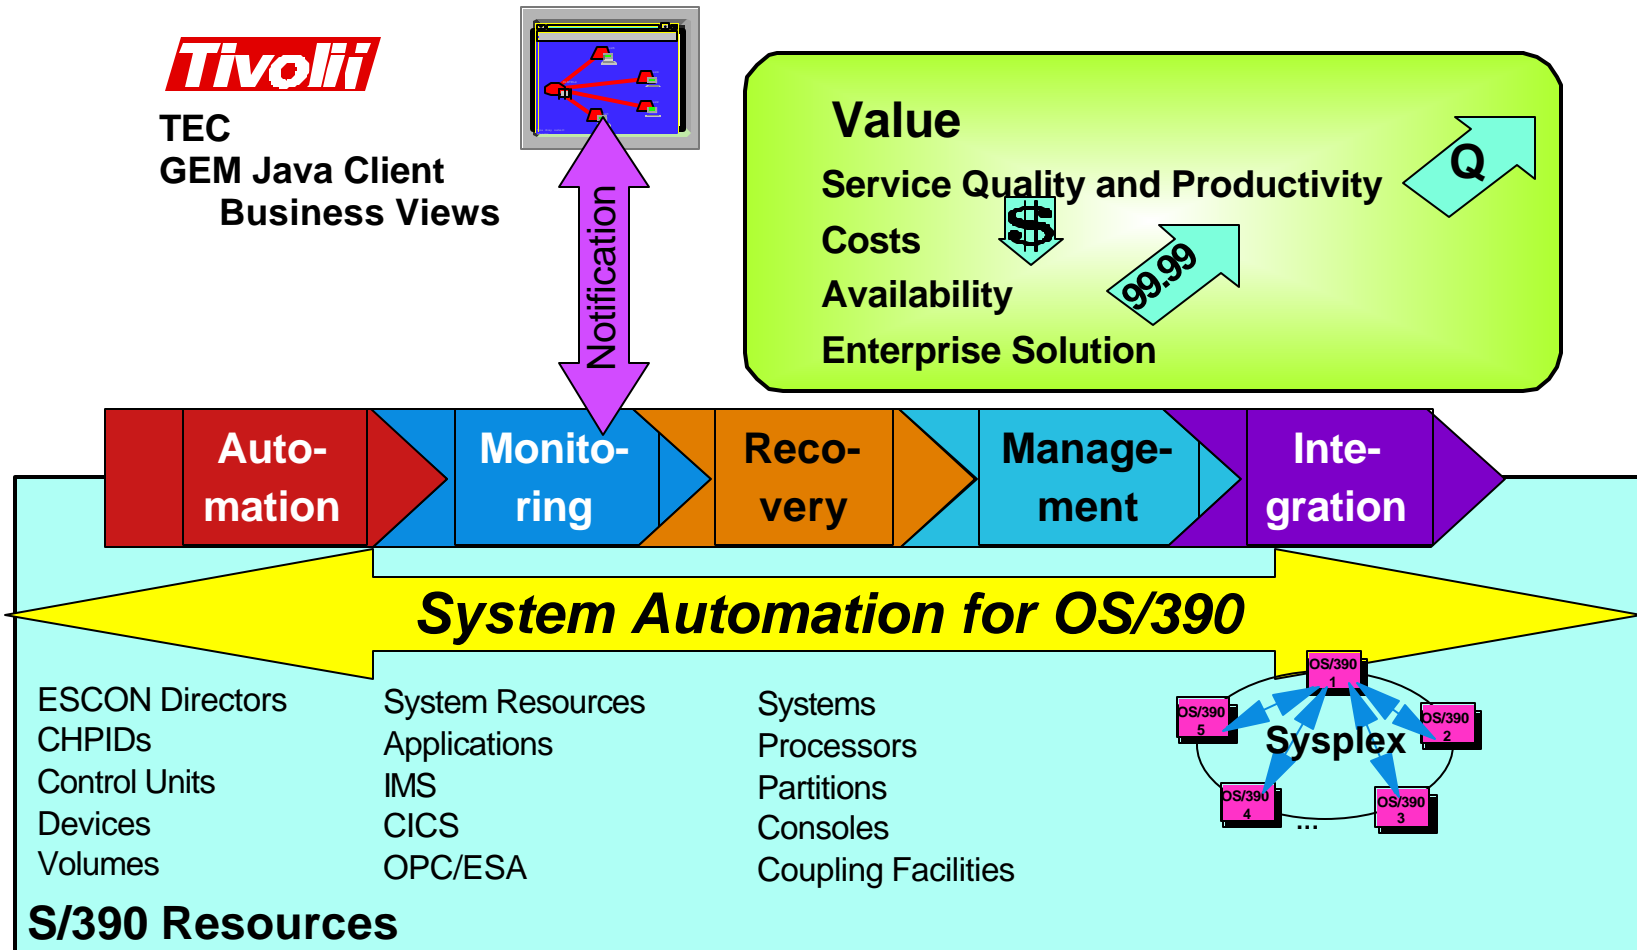 Tivolii
TEC
GEM Java Client
Business Views
Notification
Value
Service Quality and Productivity
Q
$
Costs
Availability
99.99
Enterprise Solution
Auto-
mation
Monito-
ring
Reco-
very
Manage-
ment
Inte-
gration
System Automation for OS/390
ESCON Directors
CHPIDs
Control Units
Devices
Volumes
System Resources
Applications
IMS
CICS
OPC/ESA
Systems
Processors
Partitions
Consoles
Coupling Facilities
OS/390
1
OS/390
5
OS/390
2
Sysplex
OS/390
4
OS/390
3
...
S/390 Resources